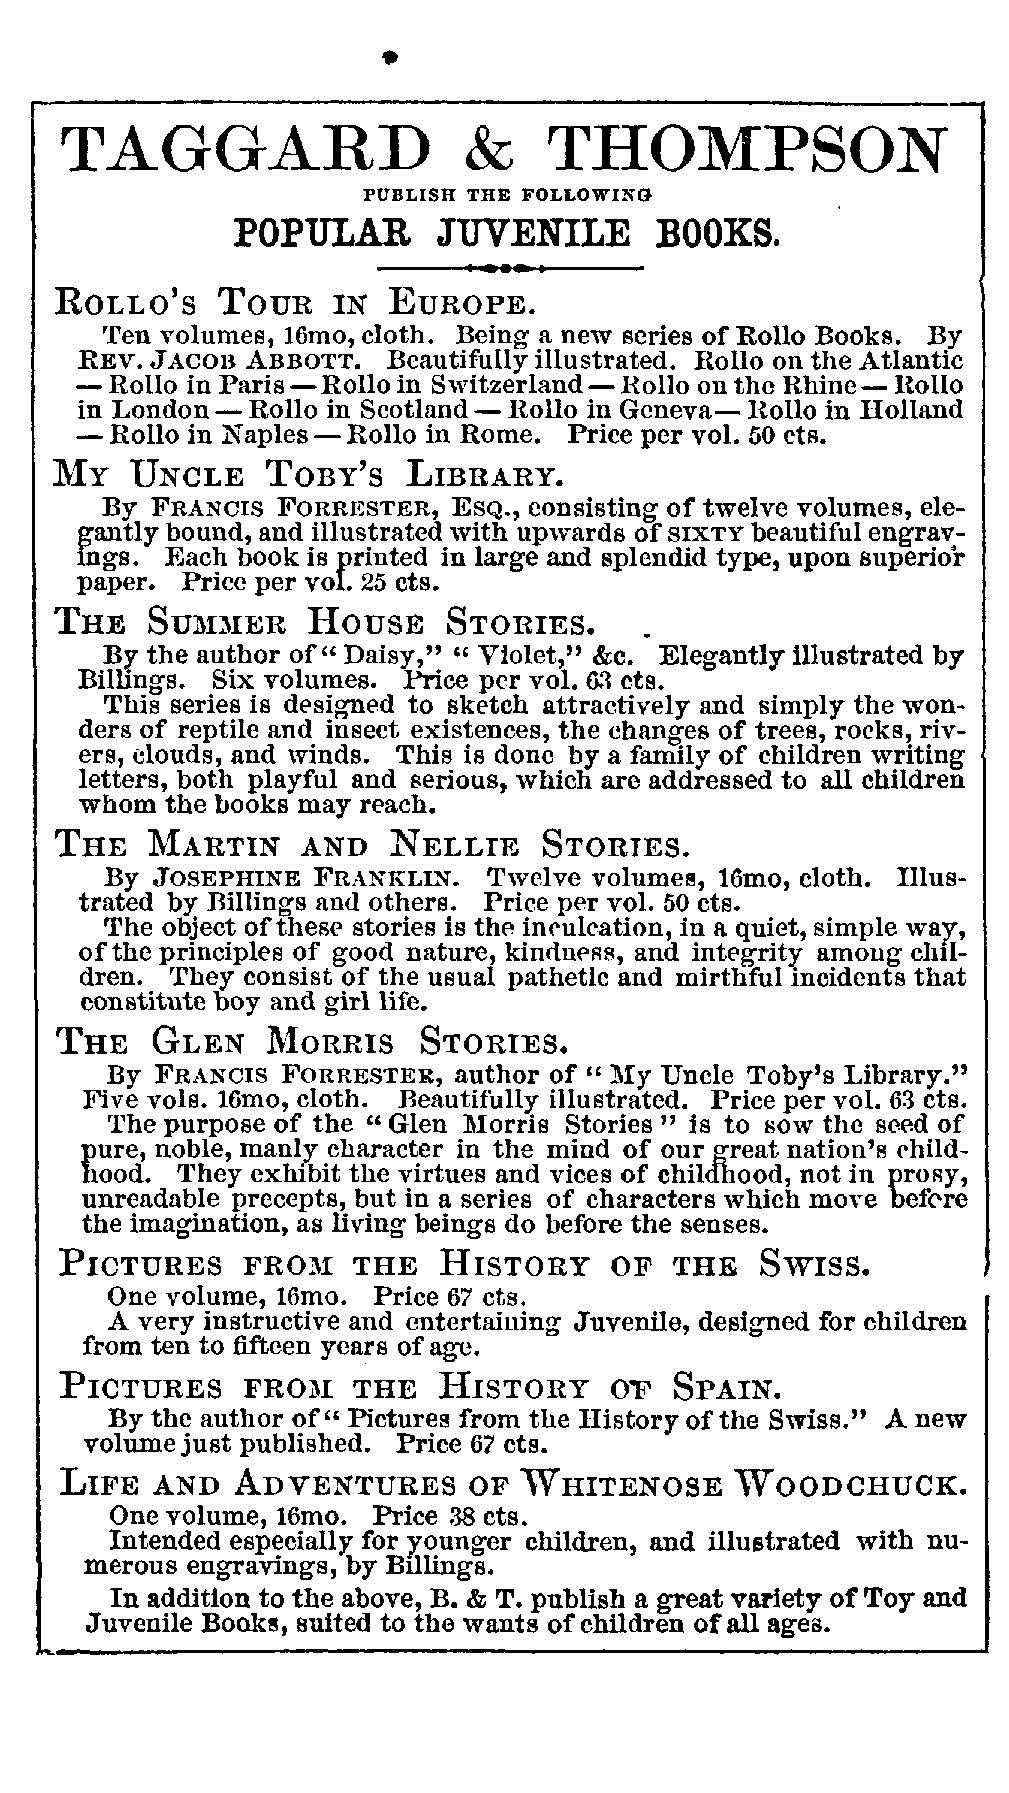 TAGGARD & THOMPSON
PUBLISH THE FOLLOWING
POPULAR JUVENILE BOOKS.
ROLLO'S TOUR IN EUROPE.
Ten volumes, 16mo, cloth. Being a new series of Rollo Books. By
REV. JACOB ABBOTT. Beautifully illustrated. Rollo on the Atlantic
— Rollo in Paris — Rollo in Switzerland — Rollo on the Rhine — Rollo
in London — Rollo in Scotland — Rollo in Geneva — Rollo in Holland
— Rollo in Naples — Rollo in Rome. Price per vol. 50 cts.
MY UNCLE TOBY'S LIBRARY.
By FRANCIS FORRESTER, ESQ., consisting of twelve volumes, ele-
gantly bound, and illustrated with upwards of SIXTY beautiful engrav-
ings. Each book is printed in large and splendid type, upon superior
paper. Price per vol. 25 cts.
THE SUMMER HOUSE STORIES.
By the author of "Daisy," "Violet," &c. Elegantly illustrated by
Billings. Six volumes. Price per vol. 63 cts.
This series is designed to sketch attractively and simply the won-
ders of reptile and insect existences, the changes of trees, rocks, riv-
ers, clouds, and winds. This is done by a family of children writing
letters, both playful and serious, which are addressed to all children
whom the books may reach.
THE MARTIN AND NELLIE STORIES.
By JOSEPHINE FRANKLIN. Twelve volumes, 16mo, cloth. Illus-
trated by Billings and others. Price per vol. 50 cts.
The object of these stories is the inculcation, in a quiet, simple way,
of the principles of good nature, kindness, and integrity among chil-
dren. They consist of the usual pathetic and mirthful incidents that
constitute boy and girl life.
THE GLEN MORRIS STORIES.
By FRANCIS FORRESTER, author of "My Uncle Toby's Library."
Five vols. 16mo, cloth. Beautifully illustrated. Price per vol. 63 cts.
The purpose of the "Glen Morris Stories" is to sow the seed of
pure, noble, manly character in the mind of our great nation's child-
hood. They exhibit the virtues and vices of childhood, not in prosy,
unreadable precepts, but in a series of characters which move before
the imagination, as living beings do before the senses.
PICTURES FROM THE HISTORY OF THE SWISS.
One volume, 16mo. Price 67 cts.
A very instructive and entertaining Juvenile, designed for children
from ten to fifteen years of age.
PICTURES FROM THE HISTORY OF SPAIN.
By the author of "Pictures from the History of the Swiss." A new
volume just published. Price 67 cts.
LIFE AND ADVENTURES OF WHITENOSE WOODCHUCK.
One volume, 16mo. Price 38 cts.
Intended especially for younger children, and illustrated with nu-
merous engravings, by Billings.
In addition to the above, B. & T. publish a great variety of Toy and
Juvenile Books, suited to the wants of children of all ages.